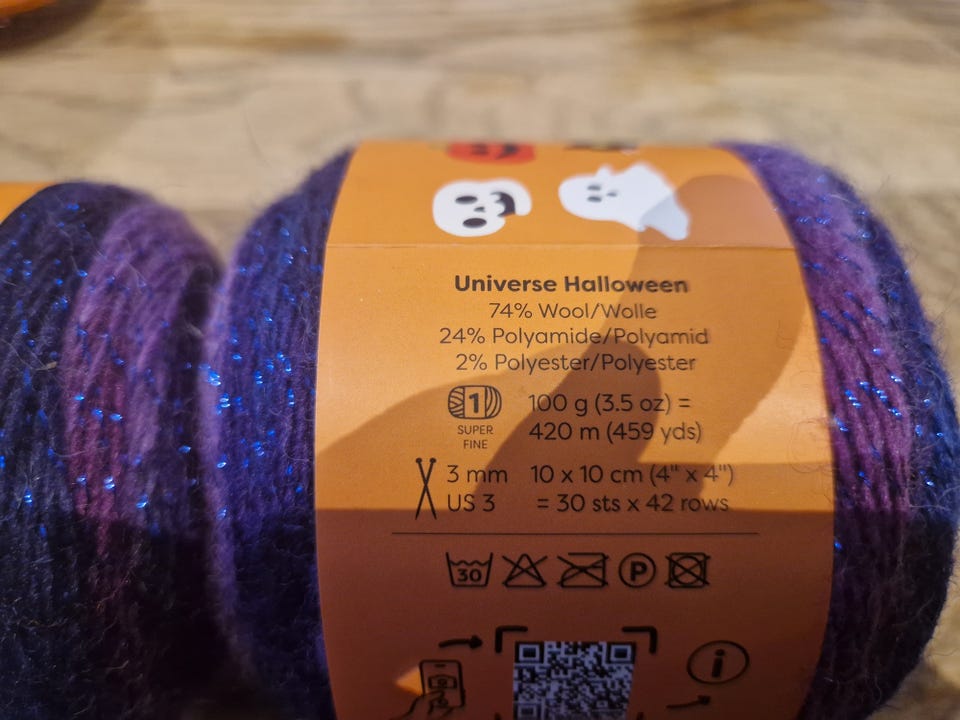 Universe Halloween
74% Wool/Wolle
24% Polyamide/Polyamid
2% Polyester/Polyester
1
SUPER
FINE
100 g (3.5 oz) =
420 m (459 yds)
3 mm
US 3
10 x 10 cm (4" x 4")
= 30 sts x 42 rows
30
P
i